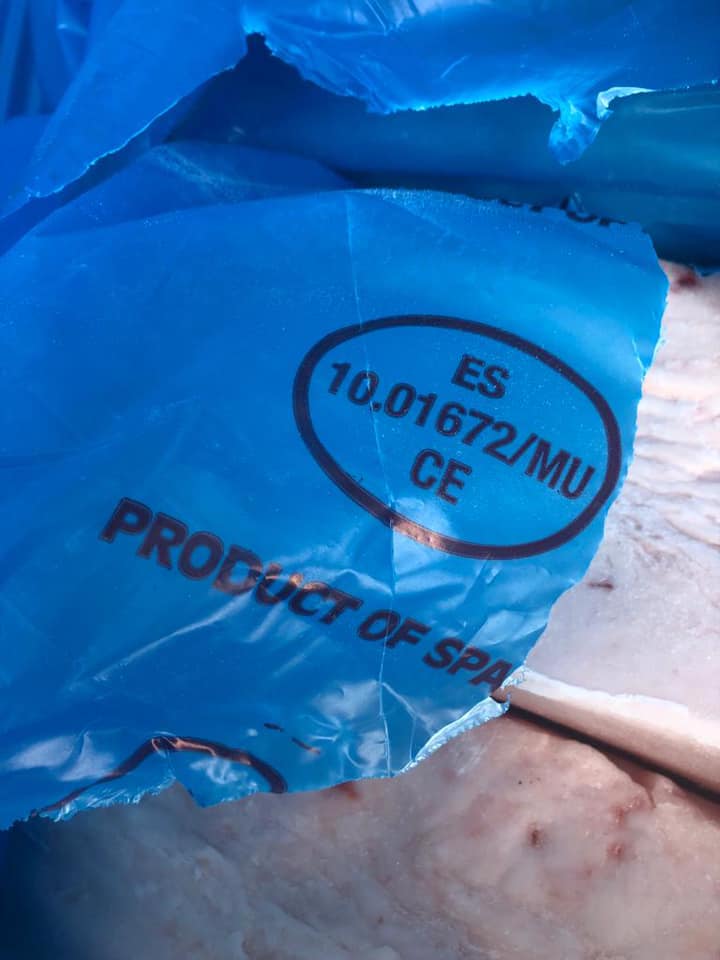 ES
10.01672/MU
CE
PRODUCT OF SPA